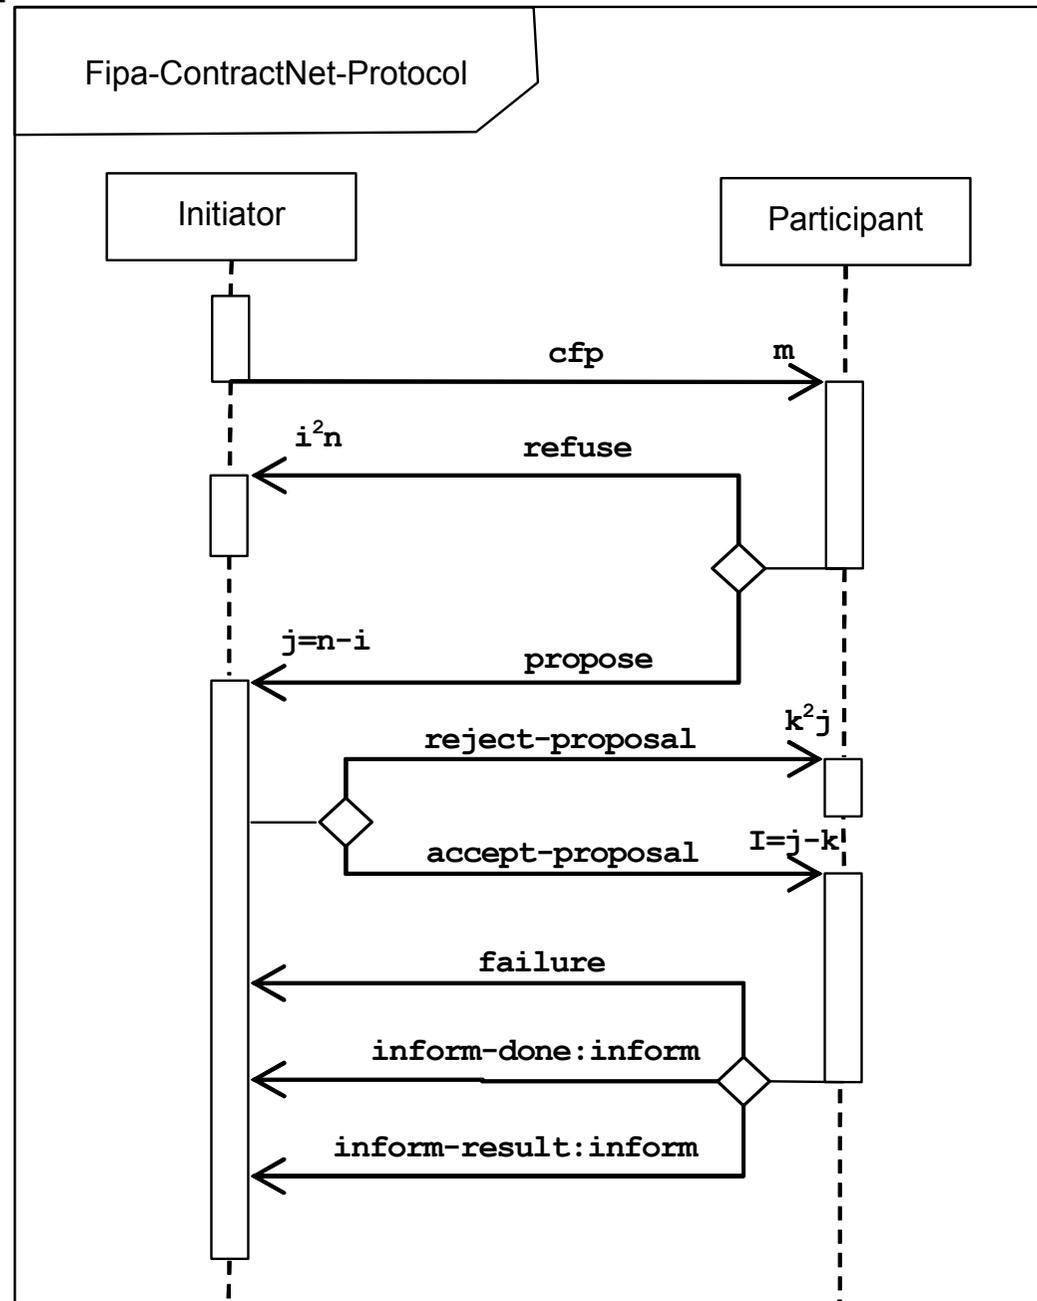 Fipa-ContractNet-Protocol
Initiator
Participant
cfp
m
i²n
refuse
j=n-i
propose
k²j
reject-proposal
I=j-k
accept-proposal
failure
inform-done:inform
inform-result:inform